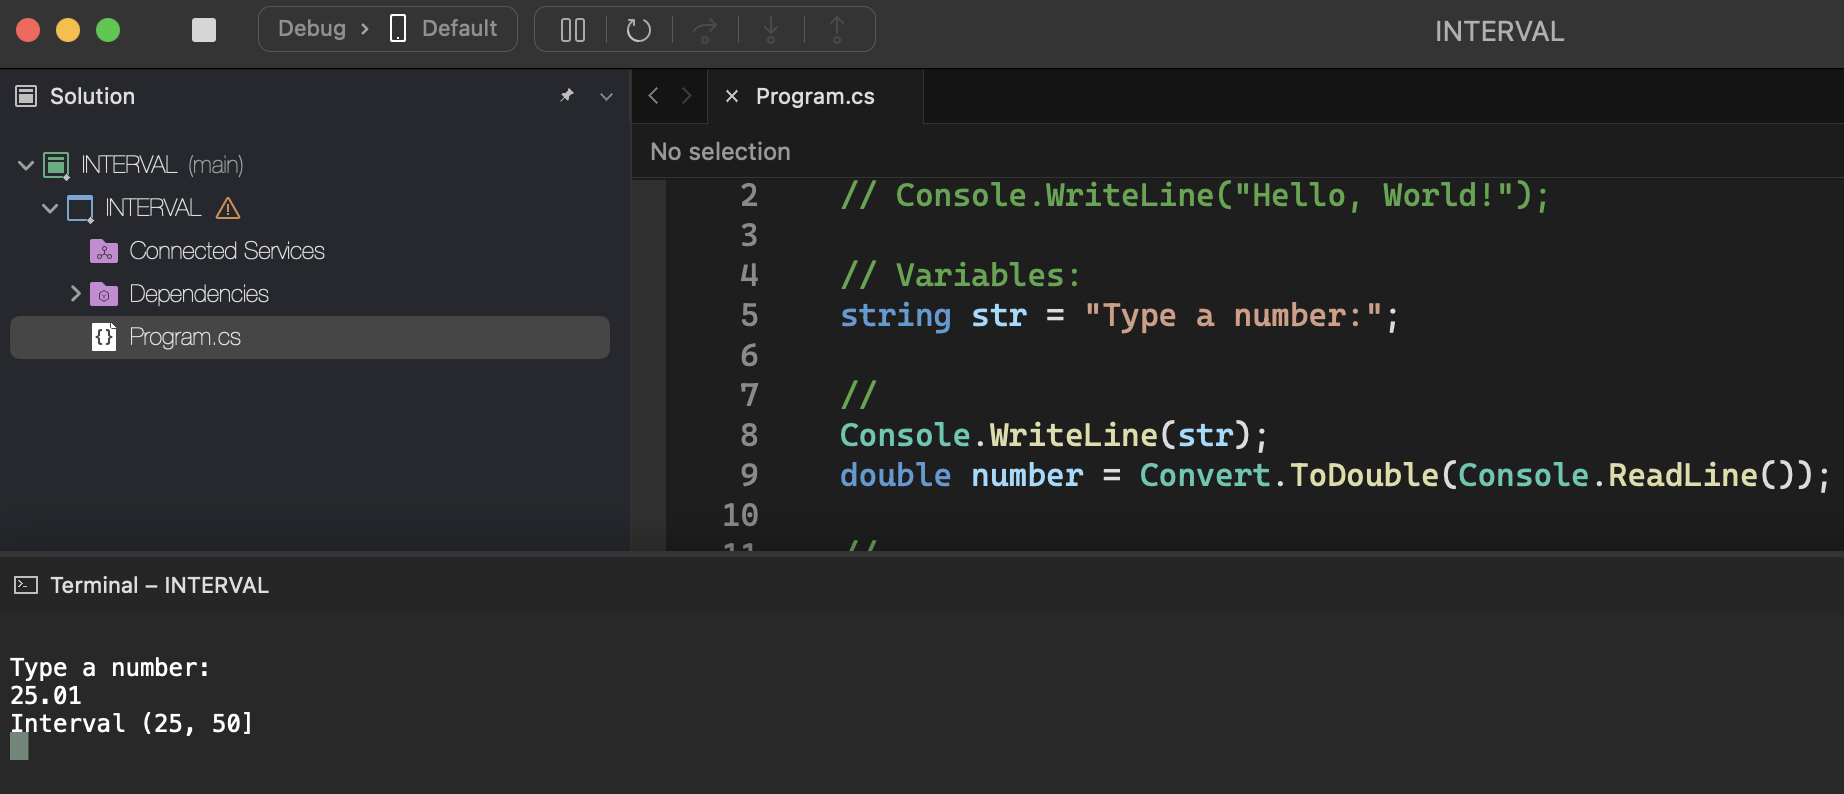 Debug › Default
INTERVAL
Solution
Program.cs
INTERVAL (main)
INTERVAL
Connected Services
Dependencies
Program.cs
No selection
2 // Console.WriteLine("Hello, World!");
3
4 // Variables:
5 string str = "Type a number:";
6
7 //
8 Console.WriteLine(str);
9 double number = Convert.ToDouble(Console.ReadLine());
10
11 //
Terminal – INTERVAL
Type a number:
25.01
Interval (25, 50]